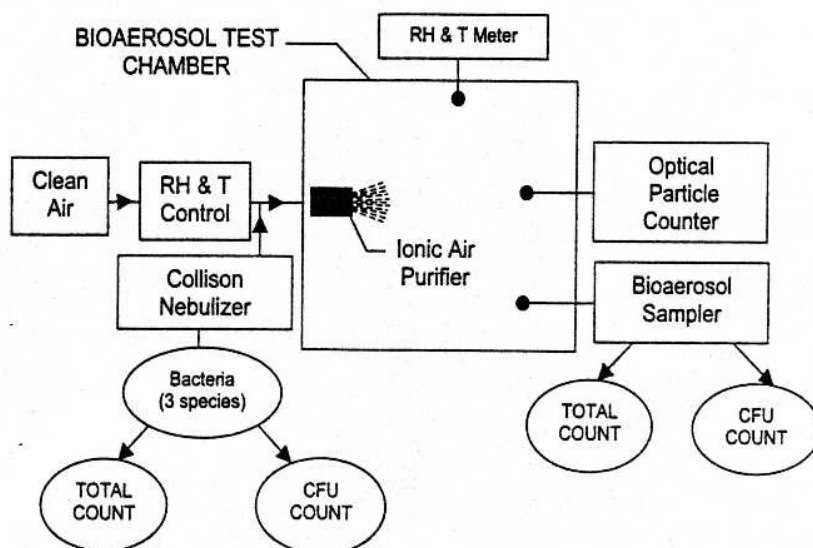 BIOAEROSOL TEST
CHAMBER
RH & T Meter
Clean
Air
RH & T
Control
Optical
Particle
Counter
Ionic Air
Purifier
Collison
Nebulizer
Bioaerosol
Sampler
Bacteria
(3 species)
TOTAL
COUNT
CFU
COUNT
TOTAL
COUNT
CFU
COUNT